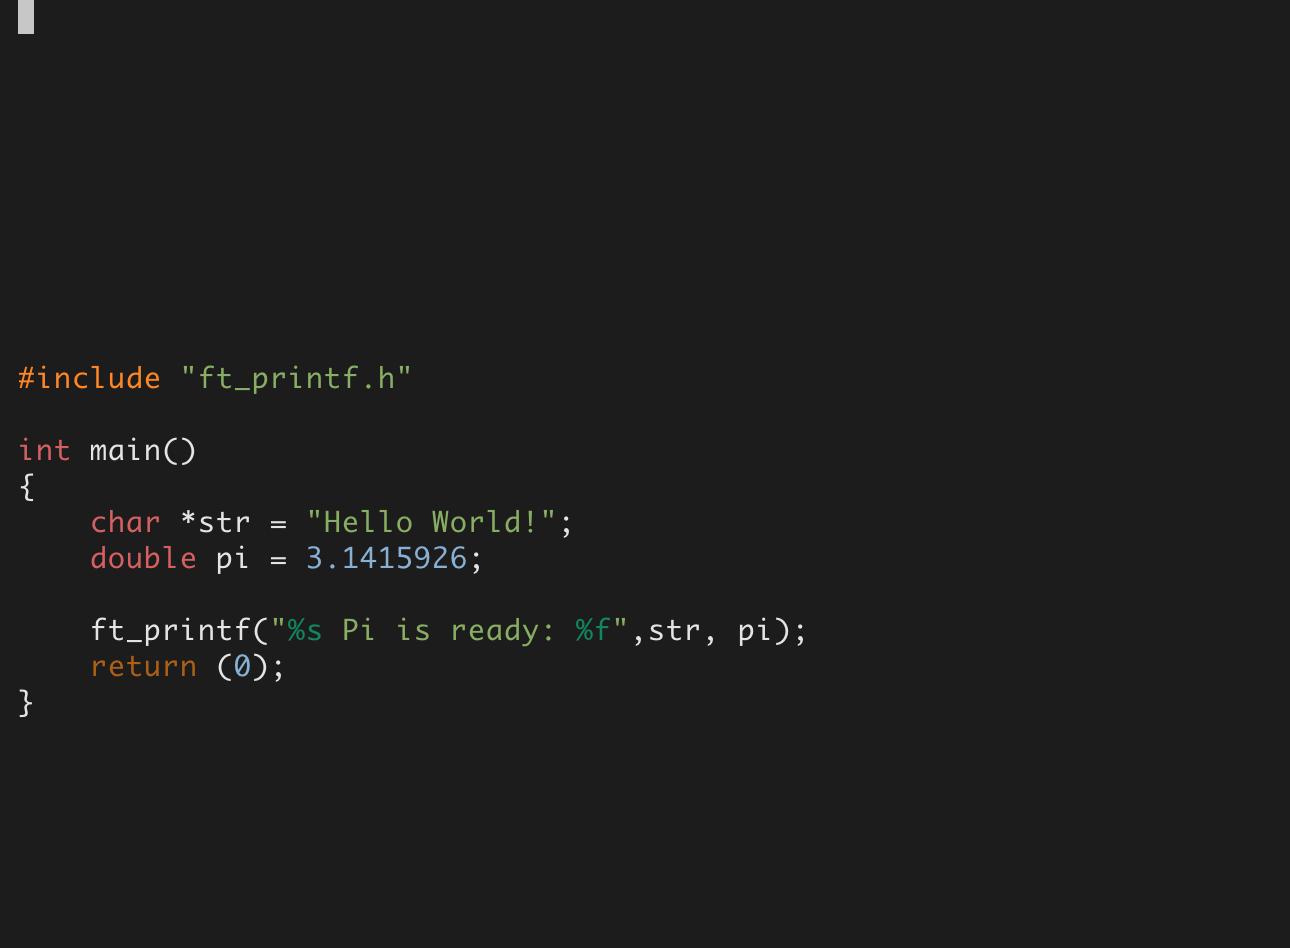 #include "ft_printf.h"
int main()
{
    char *str = "Hello World!";
    double pi = 3.1415926;
    ft_printf("%s Pi is ready: %f",str, pi);
    return (0);
}